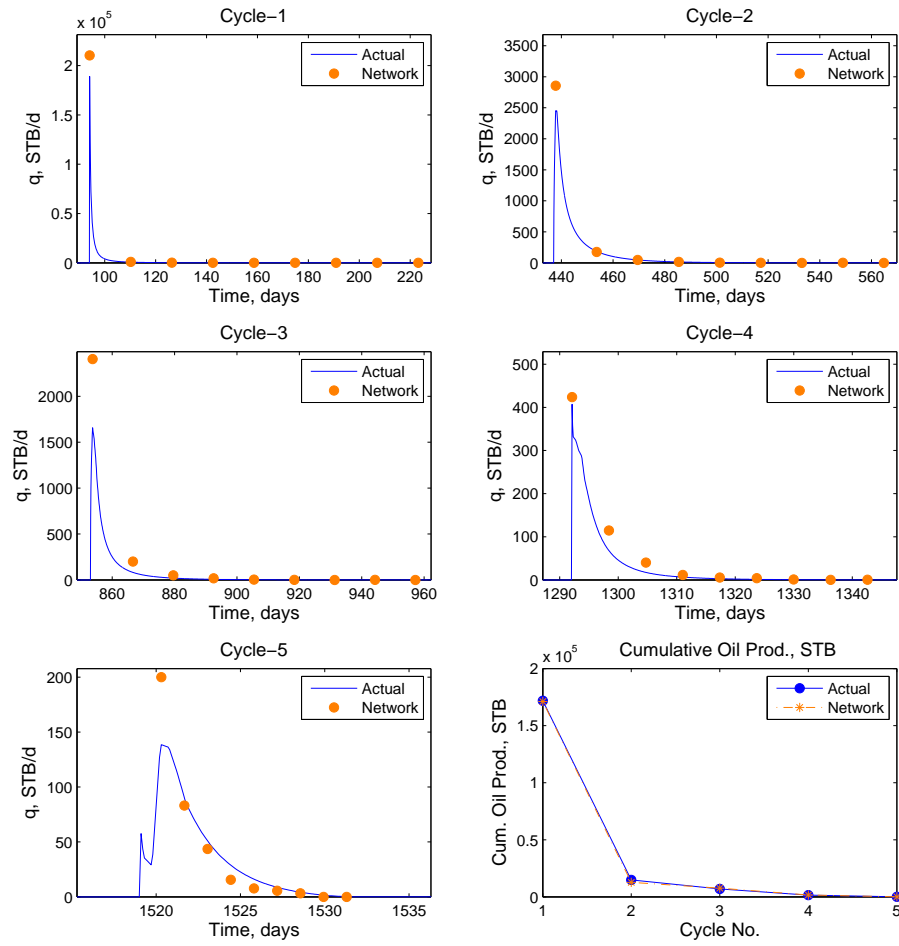 Cycle−1
x 10^5
2
1.5
1
0.5
0
100 120 140 160 180 200 220
q, STB/d
Time, days
Actual
Network
Cycle−2
3500
3000
2500
2000
1500
1000
500
0
440 460 480 500 520 540 560
q, STB/d
Time, days
Actual
Network
Cycle−3
2000
1500
1000
500
0
860 880 900 920 940 960
q, STB/d
Time, days
Actual
Network
Cycle−4
500
400
300
200
100
0
1290 1300 1310 1320 1330 1340
q, STB/d
Time, days
Actual
Network
Cycle−5
200
150
100
50
0
1520 1525 1530 1535
q, STB/d
Time, days
Actual
Network
Cumulative Oil Prod., STB
x 10^5
2
1.5
1
0.5
0
1 2 3 4 5
Cum. Oil Prod., STB
Cycle No.
Actual
Network